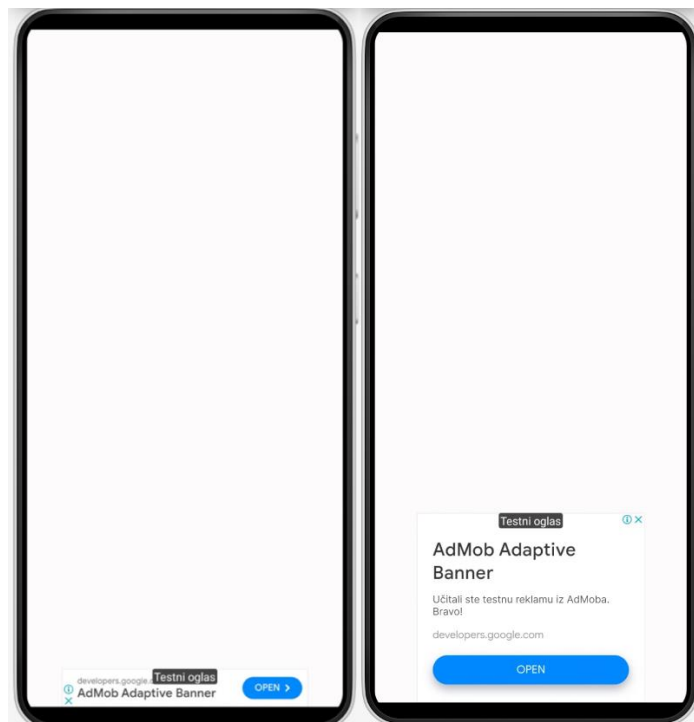 developers.google.
Testni oglas
AdMob Adaptive Banner
OPEN
Testni oglas
AdMob Adaptive
Banner
Učitali ste testnu reklamu iz AdMoba.
Bravo!
developers.google.com
OPEN